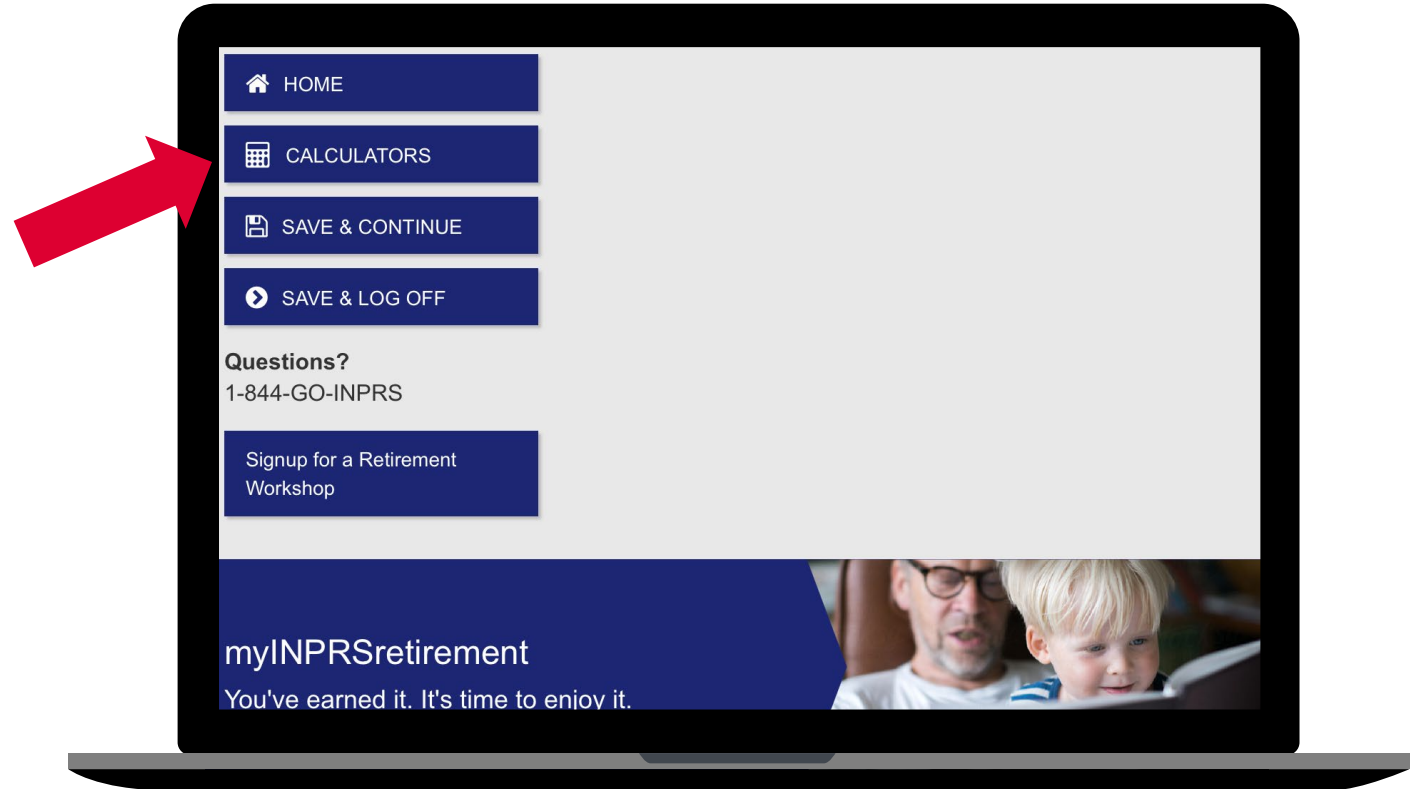 HOME
CALCULATORS
SAVE & CONTINUE
SAVE & LOG OFF
Questions?
1-844-GO-INPRS
Signup for a Retirement
Workshop
myINPRSretirement
You've earned it. It's time to enjoy it.